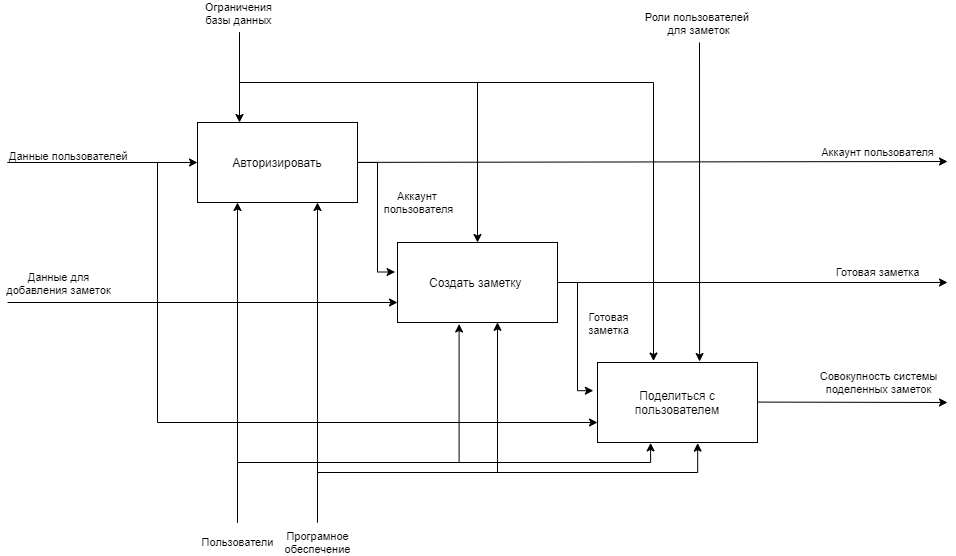 Ограничения
базы данных
Роли пользователей
для заметок
Данные пользователей
Авторизировать
Аккаунт пользователя
Аккаунт
пользователя
Данные для
добавления заметок
Создать заметку
Готовая заметка
Готовая
заметка
Поделиться с
пользователем
Совокупность системы
поделенных заметок
Пользователи
Програмное
обеспечение